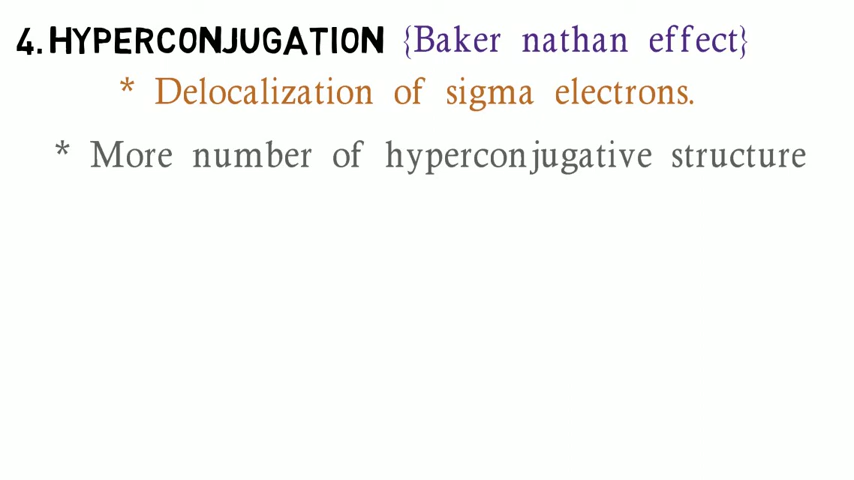 4. HYPERCONJUGATION {Baker nathan effect}
* Delocalization of sigma electrons.
* More number of hyperconjugative structure